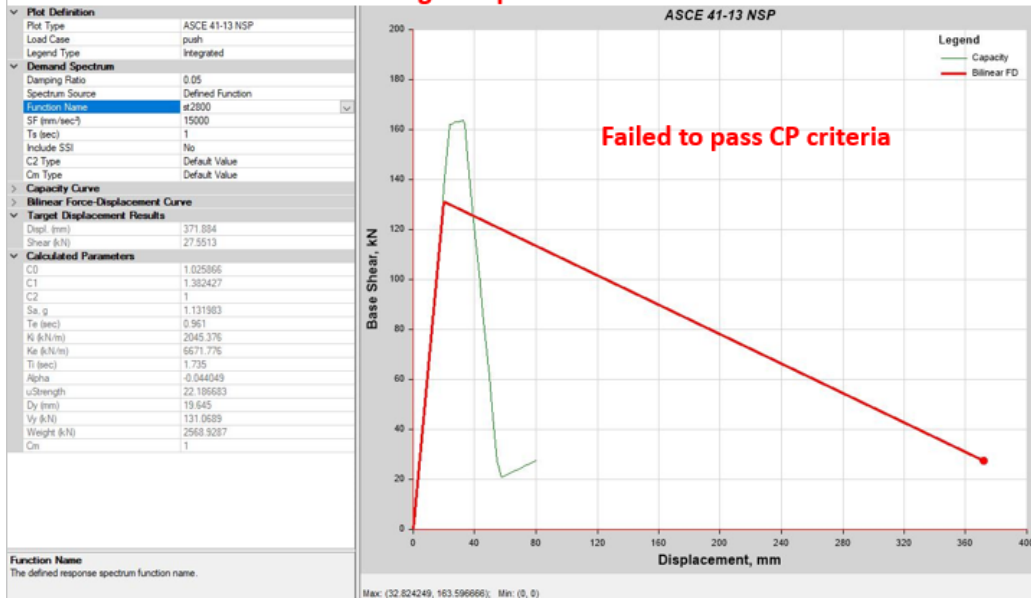 Plot Definition
Plot Type ASCE 41-13 NSP
Load Case push
Legend Type Integrated
Demand Spectrum
Damping Ratio 0.05
Spectrum Source Defined Function
Function Name st2800
SF (mm/sec²) 15000
Ts (sec) 1
Include SSI No
C2 Type Default Value
Cm Type Default Value
Capacity Curve
Bilinear Force-Displacement Curve
Target Displacement Results
Displ. (mm) 371.884
Shear (kN) 27.5513
Calculated Parameters
C0 1.025866
C1 1.382427
C2 1
Sa, g 1.131983
Te (sec) 0.961
Ki (kN/m) 2045.376
Ke (kN/m) 6671.776
Ti (sec) 1.735
Alpha -0.044049
uStrength 22.186683
Dy (mm) 19.645
Vy (kN) 131.0689
Weight (kN) 2568.9287
Cm 1
Function Name
The defined response spectrum function name.
ASCE 41-13 NSP
Legend
Capacity
Bilinear FD
Failed to pass CP criteria
Base Shear, kN
200
180
160
140
120
100
80
60
40
20
0
0 40 80 120 160 200 240 280 320 360 400
Displacement, mm
Max: (32.824249, 163.596666); Min: (0, 0)